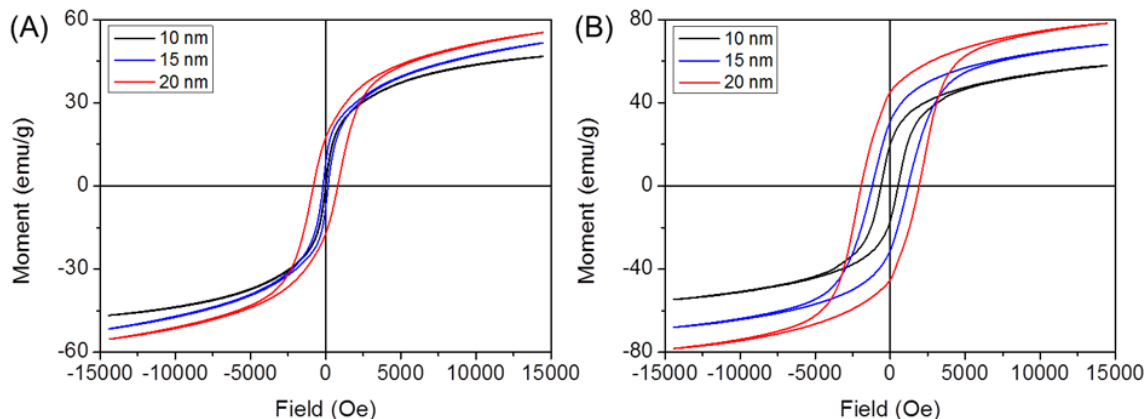 (A)
10 nm
15 nm
20 nm
Moment (emu/g)
60
30
0
-30
-60
-15000 -10000 -5000 0 5000 10000 15000
Field (Oe)
(B)
10 nm
15 nm
20 nm
Moment (emu/g)
80
40
0
-40
-80
-15000 -10000 -5000 0 5000 10000 15000
Field (Oe)